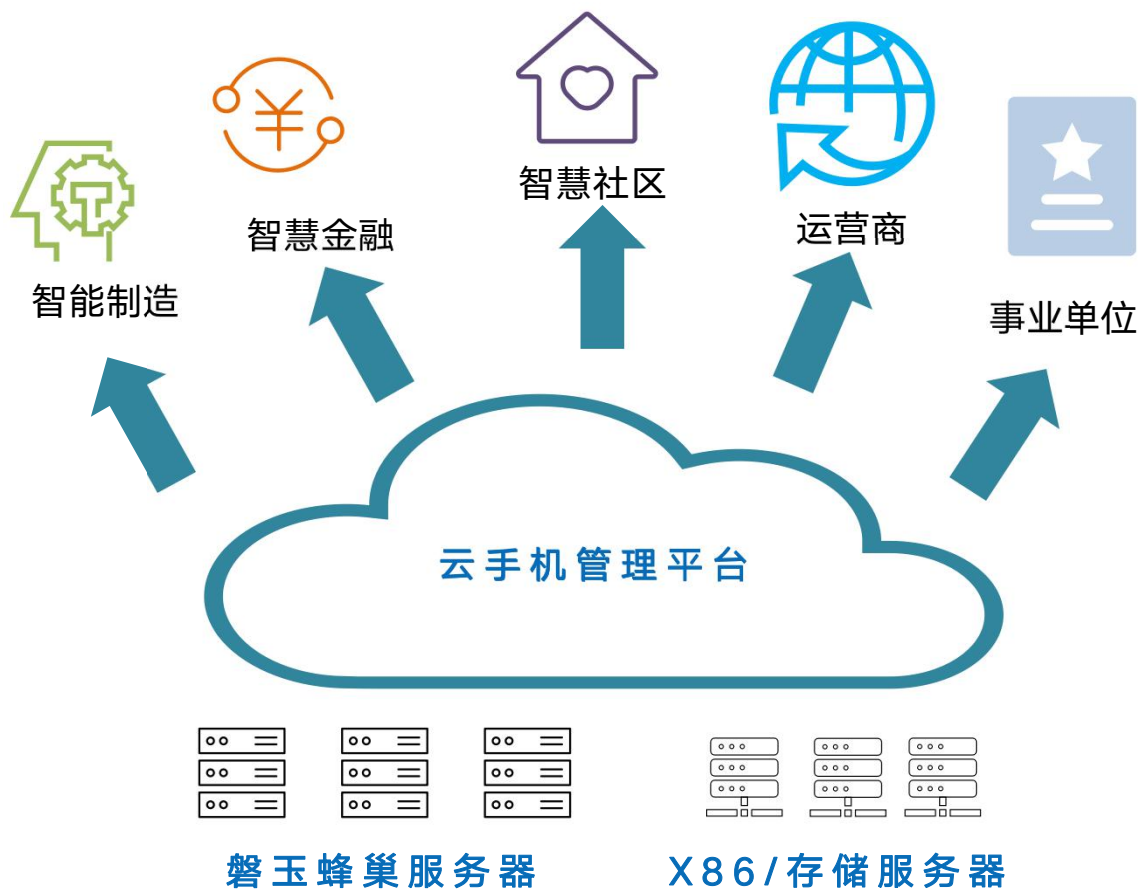 智慧社区
运营商
智慧金融
智能制造
事业单位
云手机管理平台
磐玉蜂巢服务器
X86/存储服务器